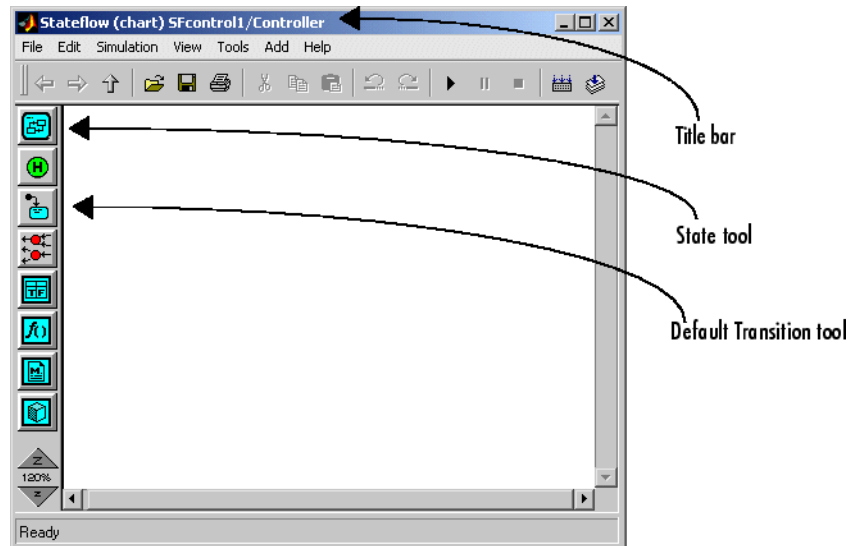 Stateflow (chart) SFcontrol1/Controller
File Edit Simulation View Tools Add Help
Title bar
H
State tool
TF
f()
Default Transition tool
M
Z
120%
z
Ready